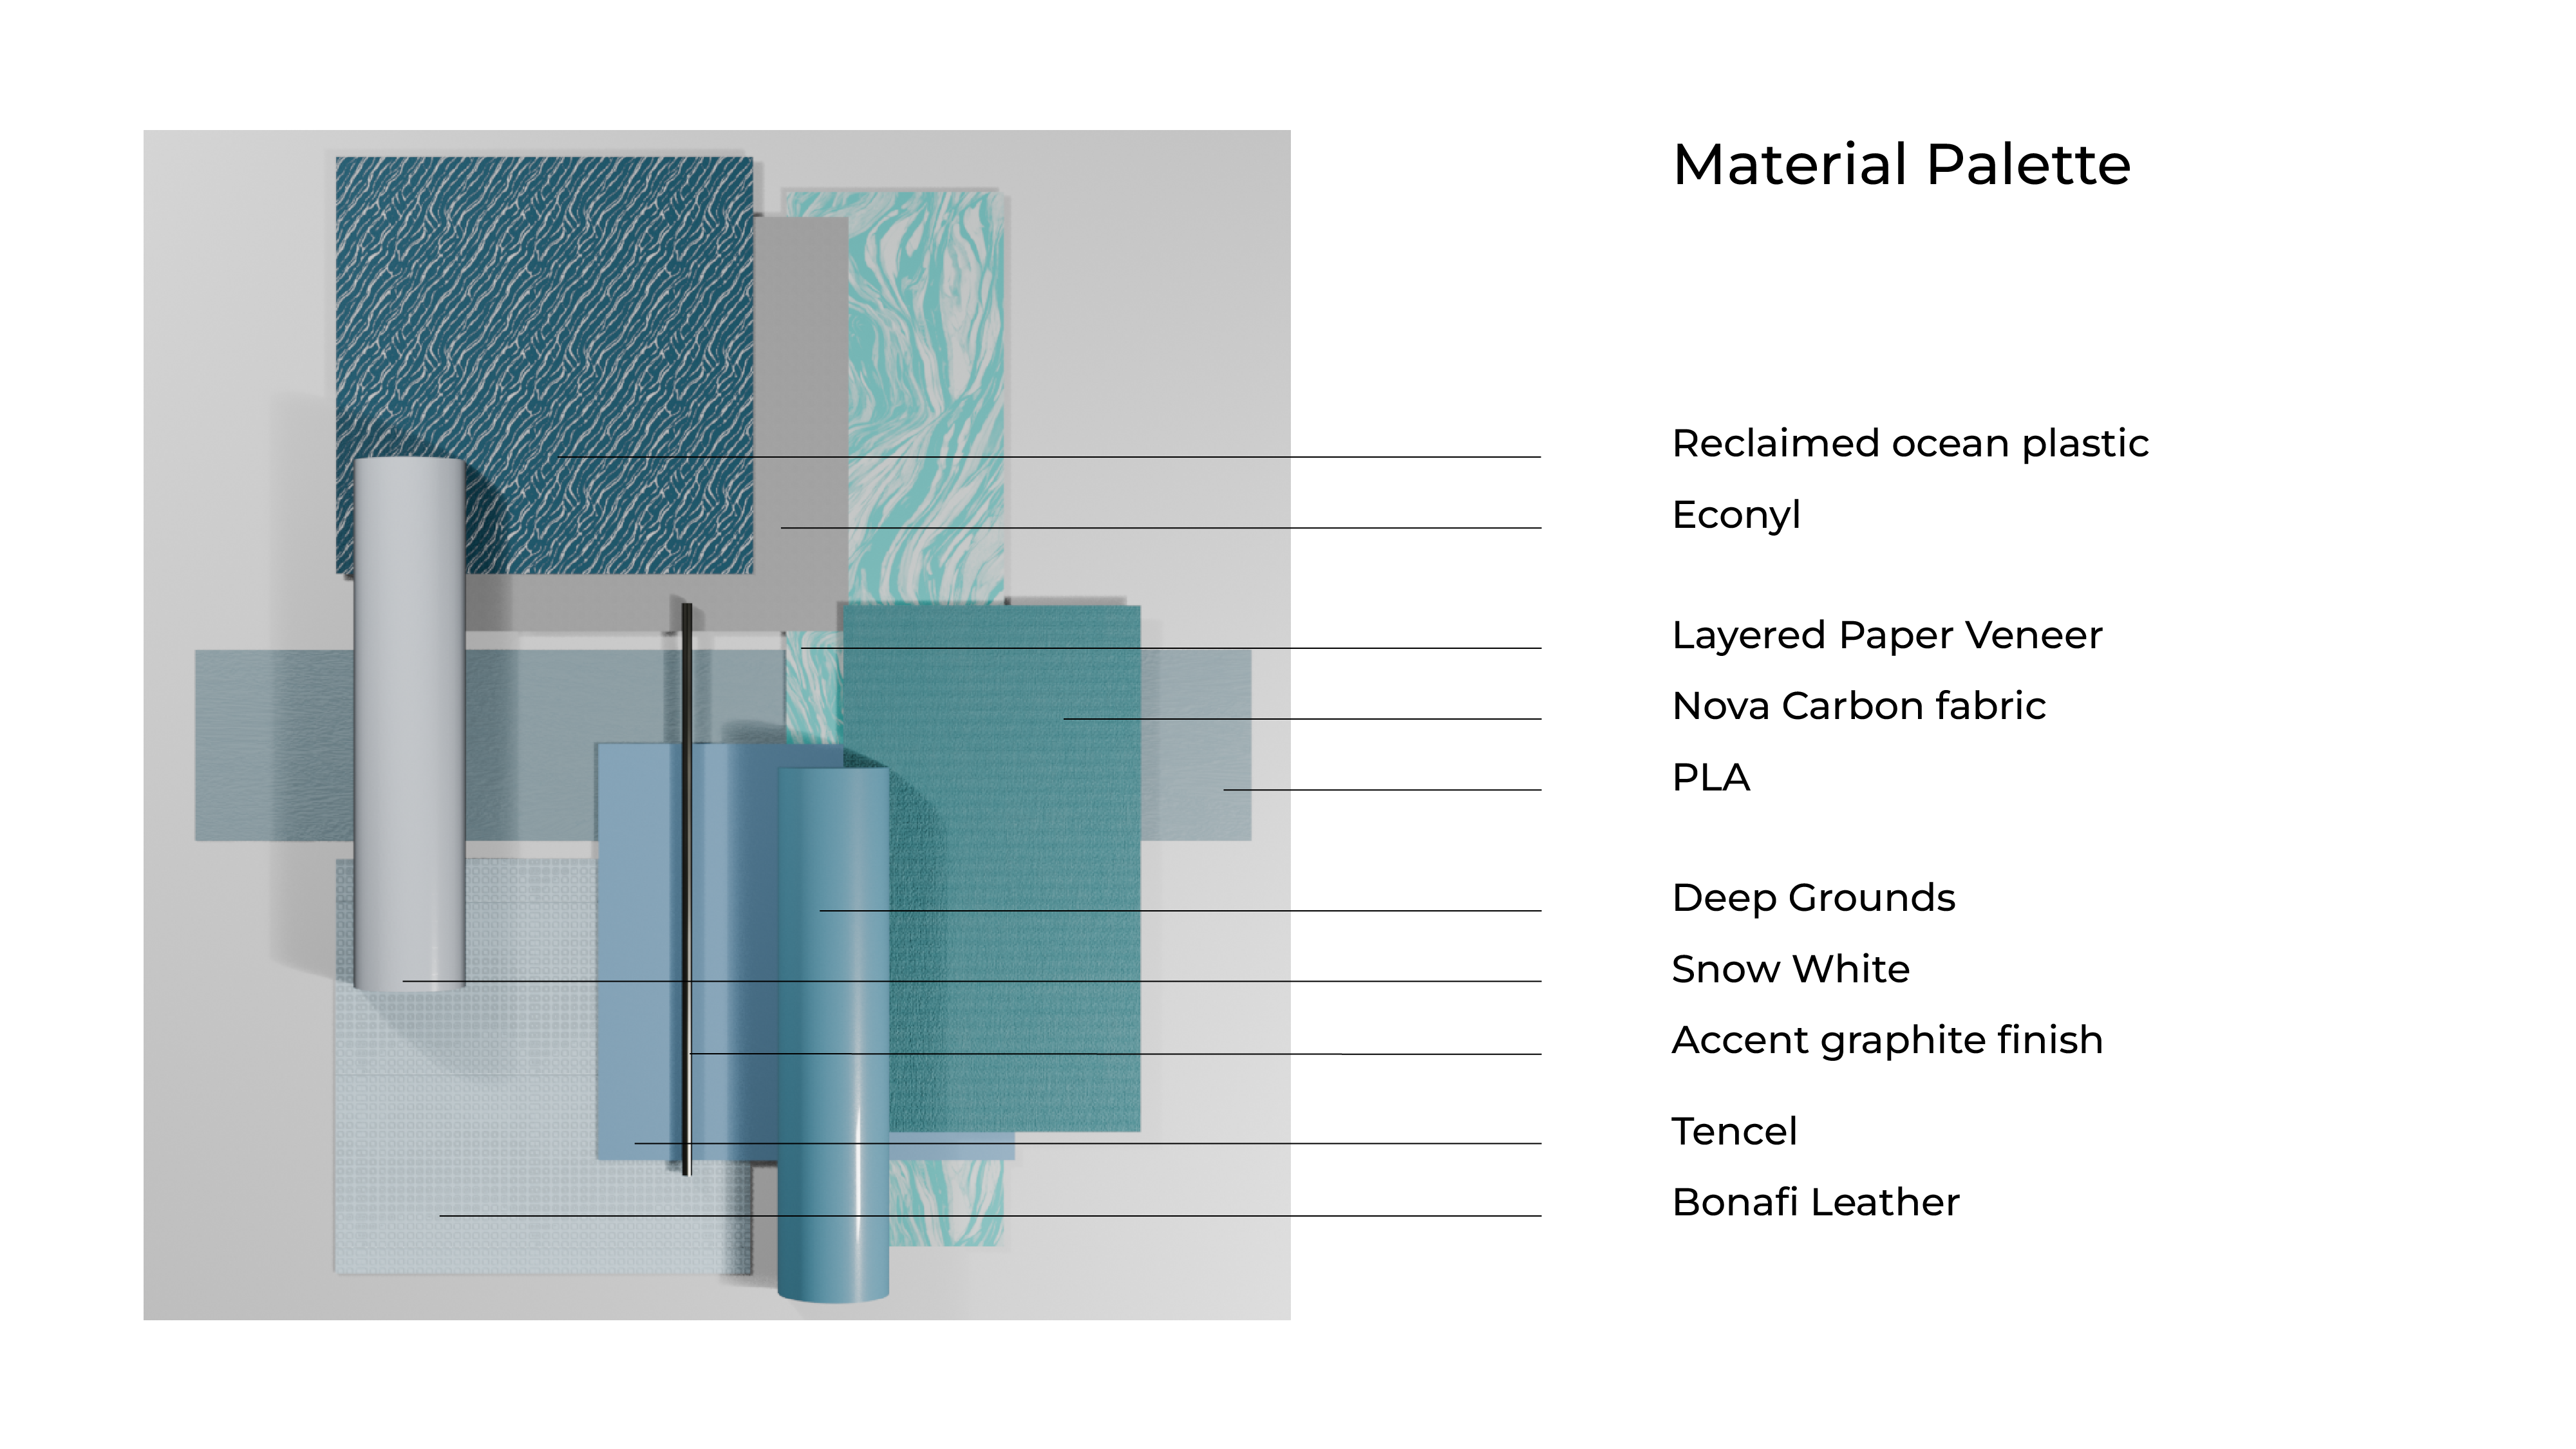 Material Palette
Reclaimed ocean plastic
Econyl
Layered Paper Veneer
Nova Carbon fabric
PLA
Deep Grounds
Snow White
Accent graphite finish
Tencel
Bonafi Leather